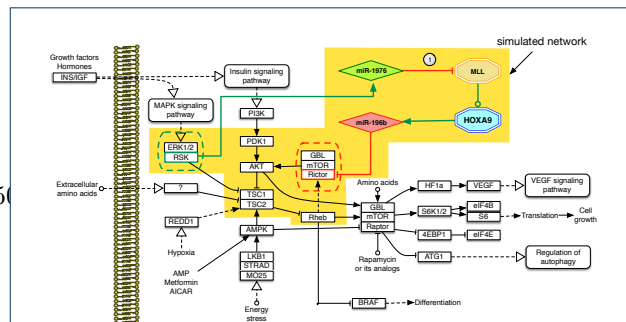 simulated network
Growth factors
Hormones
INS/IGF
Insulin signaling
pathway
MAPK signaling
pathway
miR-1976
MLL
HOXA9
miR-196b
PI3K
PDK1
AKT
ERK1/2
RSK
GBL
mTOR
Rictor
Extracellular
amino acids
?
TSC1
TSC2
REDD1
Hypoxia
AMPK
Rheb
Amino acids
GBL
mTOR
Raptor
Rapamycin
or its analogs
HF1a
VEGF
VEGF signaling
pathway
S6K1/2
eIF4B
S6
Translation
Cell
growth
4EBP1
eIF4E
ATG1
Regulation of
autophagy
AMP
Metformin
AICAR
LKB1
STRAD
MO25
Energy
stress
BRAF
Differentiation